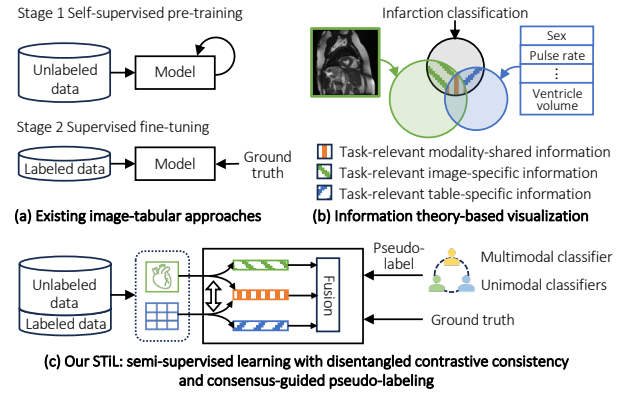 Stage 1 Self-supervised pre-training
Unlabeled
data
Model
Stage 2 Supervised fine-tuning
Labeled data
Model
Ground
truth
(a) Existing image-tabular approaches
Infarction classification
Sex
Pulse rate
⋮
Ventricle
volume
Task-relevant modality-shared information
Task-relevant image-specific information
Task-relevant table-specific information
(b) Information theory-based visualization
Unlabeled
data
Labeled data
Fusion
Pseudo-
label
Multimodal classifier
Unimodal classifiers
Ground truth
(c) Our STiL: semi-supervised learning with disentangled contrastive consistency
and consensus-guided pseudo-labeling